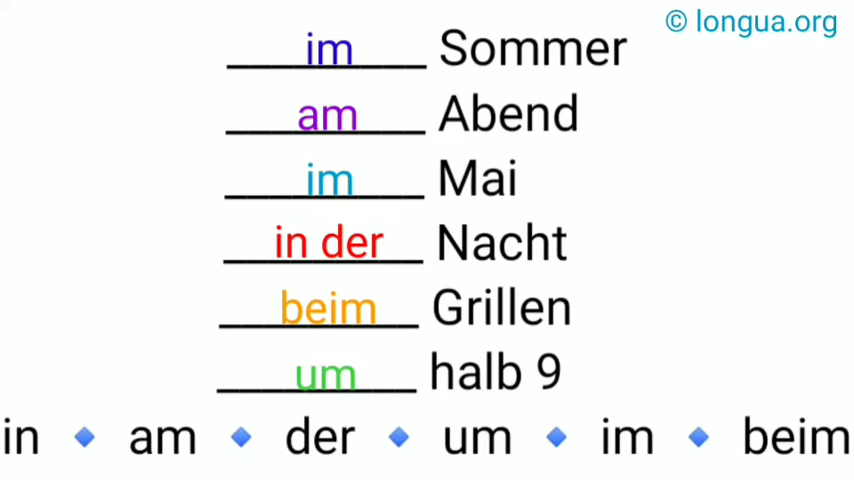 © longua.org
im Sommer
am Abend
im Mai
in der Nacht
beim Grillen
um halb 9
in 🔹 am 🔹 der 🔹 um 🔹 im 🔹 beim